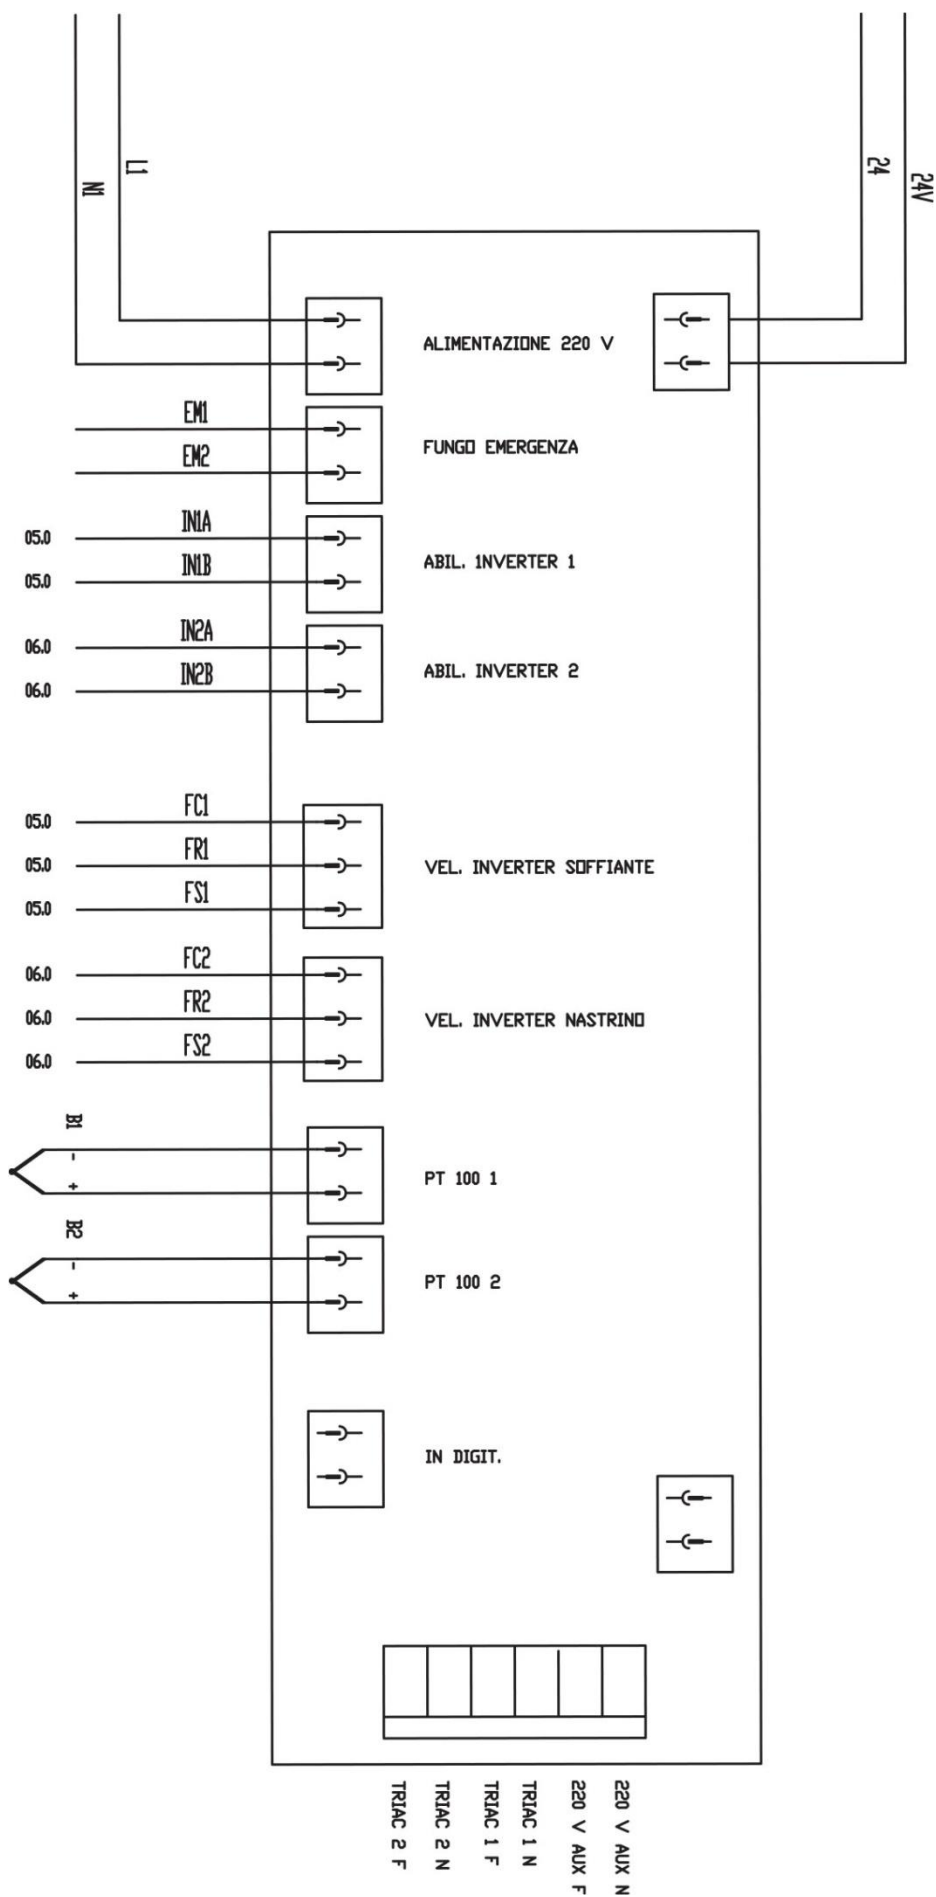 L1
N1
24
24V
ALIMENTAZIONE 220 V
EM1
EM2
FUNGO EMERGENZA
IN1A
05.0
IN1B
05.0
ABIL. 1NVERTER 1
IN2A
06.0
IN2B
06.0
ABIL. INVERTER 2
FC1
05.0
FR1
05.0
FS1
05.0
VEL. INVERTER SOFFIANTE
FC2
06.0
FR2
06.0
FS2
06.0
VEL. INVERTER NASTRINO
B1
-
+
PT 100 1
B2
-
+
PT 100 2
IN DIGIT.
TRIAC 2 F
TRIAC 2 N
TRIAC 1 F
TRIAC 1 N
220 V AUX F
220 V AUX N